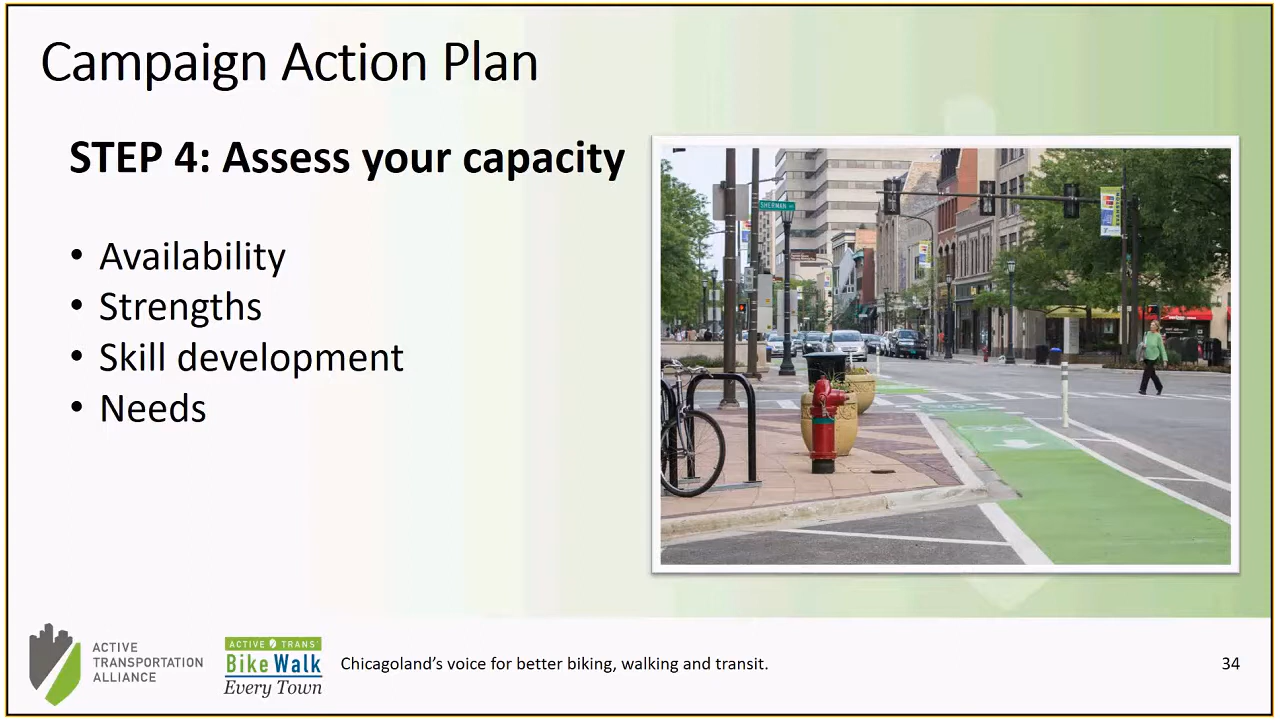 Campaign Action Plan
STEP 4: Assess your capacity
• Availability
• Strengths
• Skill development
• Needs
SHERMAN
ACTIVE
TRANSPORTATION
ALLIANCE
ACTIVE TRANS'
Bike Walk
Every Town
Chicagoland’s voice for better biking, walking and transit.
34